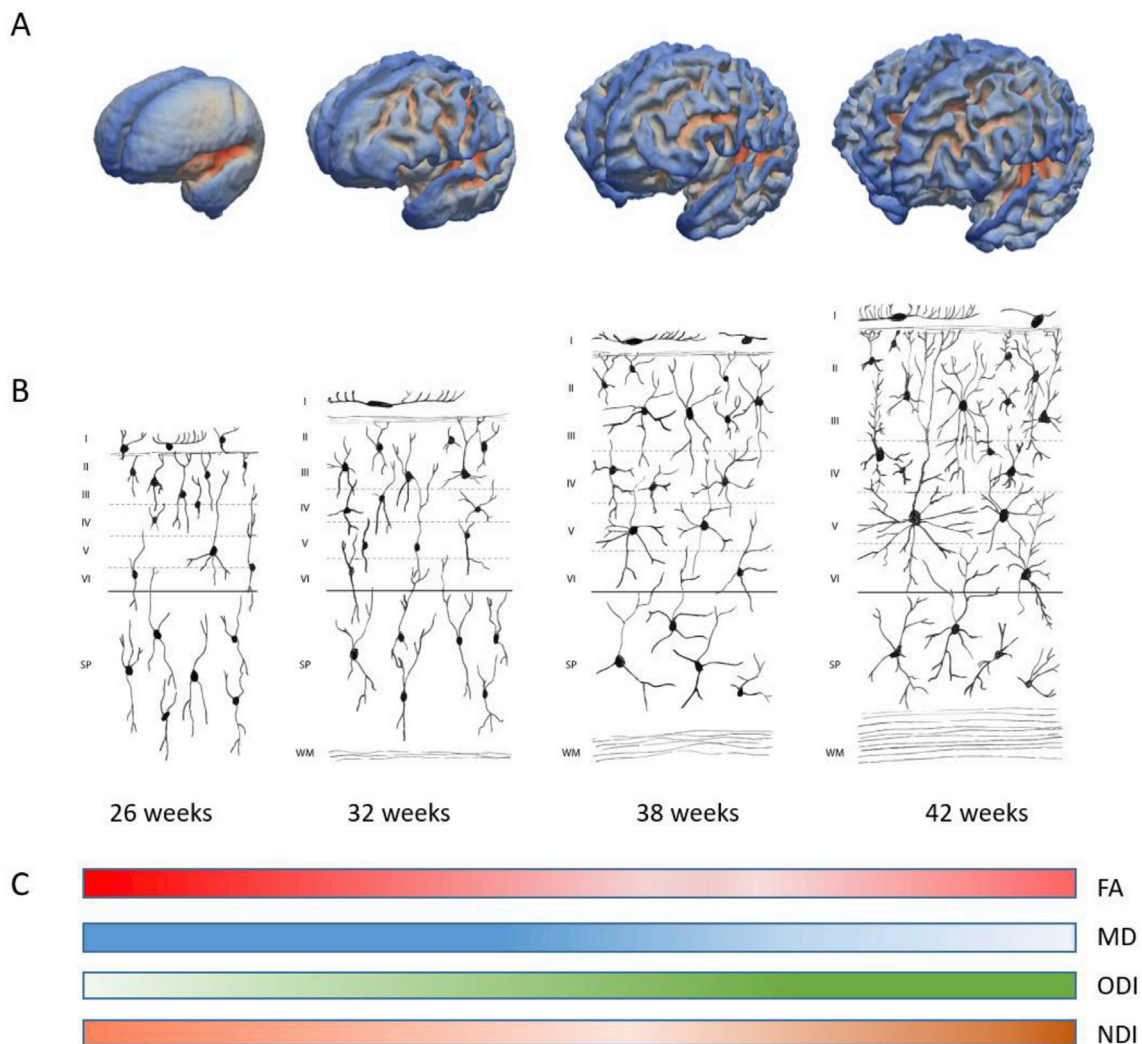 A
B
I
II
III
IV
V
VI
SP
I
II
III
IV
V
VI
SP
WM
I
II
III
IV
V
VI
SP
WM
I
II
III
IV
V
VI
SP
WM
26 weeks
32 weeks
38 weeks
42 weeks
C
FA
MD
ODI
NDI